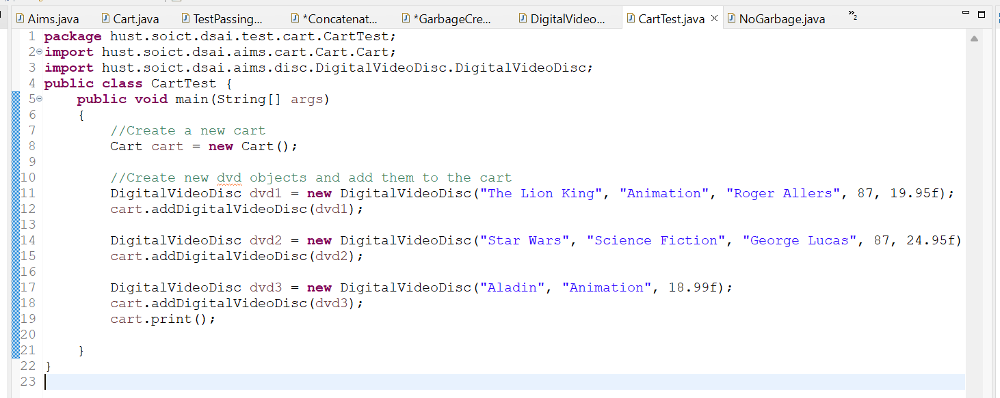 Aims.java Cart.java TestPassing... *Concatenat... *GarbageCre... DigitalVideo... CartTest.java NoGarbage.java »2
1 package hust.soict.dsai.test.cart.CartTest;
2 import hust.soict.dsai.aims.cart.Cart.Cart;
3 import hust.soict.dsai.aims.disc.DigitalVideoDisc.DigitalVideoDisc;
4 public class CartTest {
5 public void main(String[] args)
6 {
7 //Create a new cart
8 Cart cart = new Cart();
9
10 //Create new dvd objects and add them to the cart
11 DigitalVideoDisc dvd1 = new DigitalVideoDisc("The Lion King", "Animation", "Roger Allers", 87, 19.95f);
12 cart.addDigitalVideoDisc(dvd1);
13
14 DigitalVideoDisc dvd2 = new DigitalVideoDisc("Star Wars", "Science Fiction", "George Lucas", 87, 24.95f)
15 cart.addDigitalVideoDisc(dvd2);
16
17 DigitalVideoDisc dvd3 = new DigitalVideoDisc("Aladin", "Animation", 18.99f);
18 cart.addDigitalVideoDisc(dvd3);
19 cart.print();
20
21 }
22 }
23